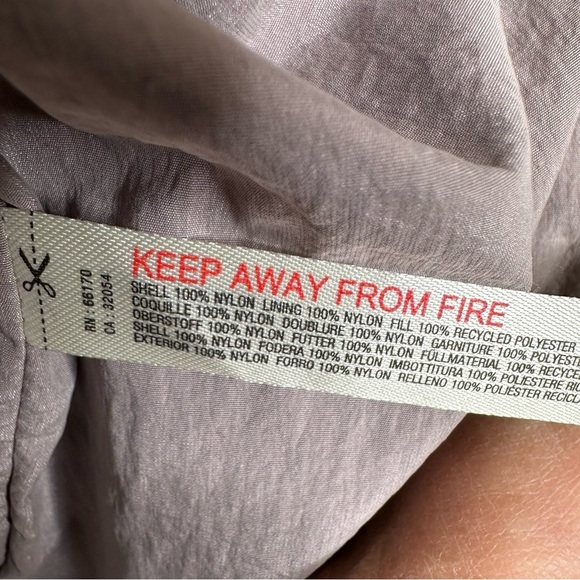 RN : 66170
CA : 32054
KEEP AWAY FROM FIRE
SHELL 100% NYLON LINING 100% NYLON FILL 100% RECYCLED POLYESTER
COQUILLE 100% NYLON DOUBLURE 100% NYLON GARNITURE 100% POLYEST
OBERSTOFF 100% NYLON FUTTER 100% NYLON FÜLLMATERIAL 100% RECYCE
SHELL 100% NYLON FODERA 100% NYLON IMBOTTITURA 100% POLIESTERE RIC
EXTERIOR 100% NYLON FORRO 100% NYLON RELLENO 100% POLIÉSTER RECICL